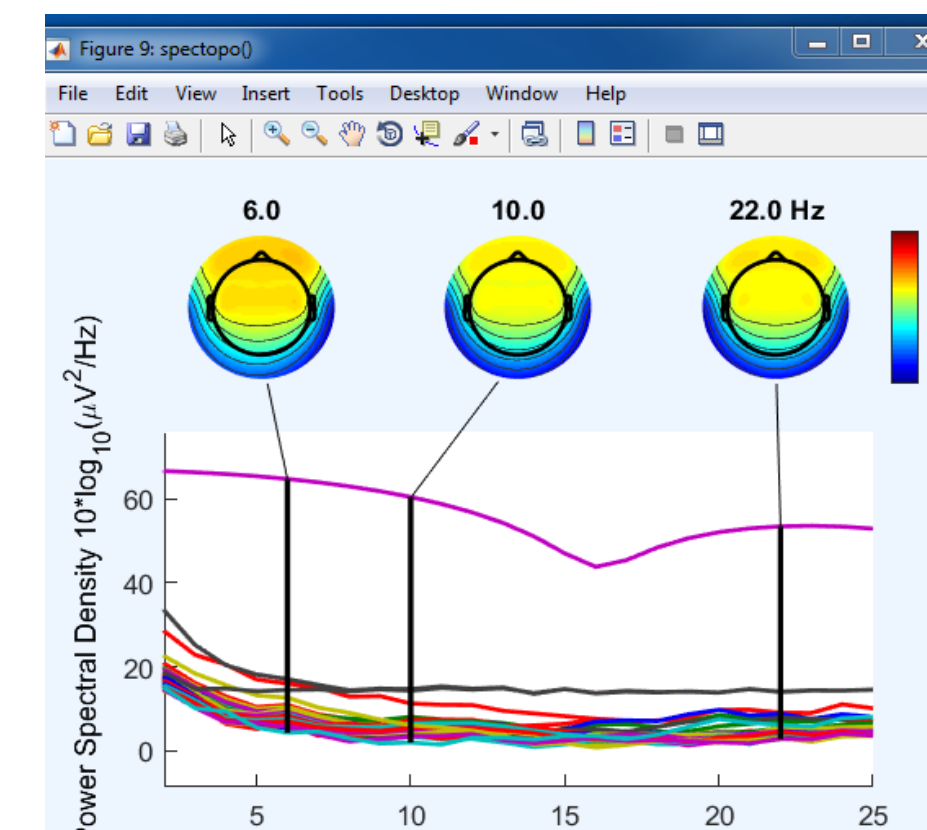 Figure 9: spectopo()
File Edit View Insert Tools Desktop Window Help
6.0 10.0 22.0 Hz
Power Spectral Density 10*log10(μV2/Hz)
60
40
20
0
5 10 15 20 25